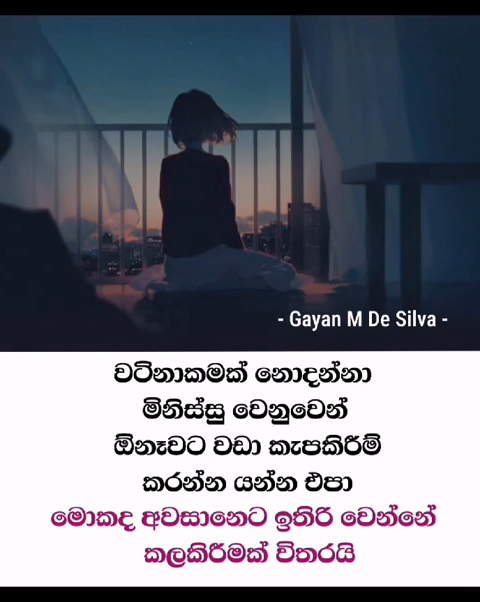 - Gayan M De Silva -
වටිනාකමක් නොදන්නා
මිනිස්සු වෙනුවෙන්
ඕනෑවට වඩා කැපකිරීම්
කරන්න යන්න එපා
මොකද අවසානෙට ඉතිරි වෙන්නේ
කලකිරීමක් විතරයි